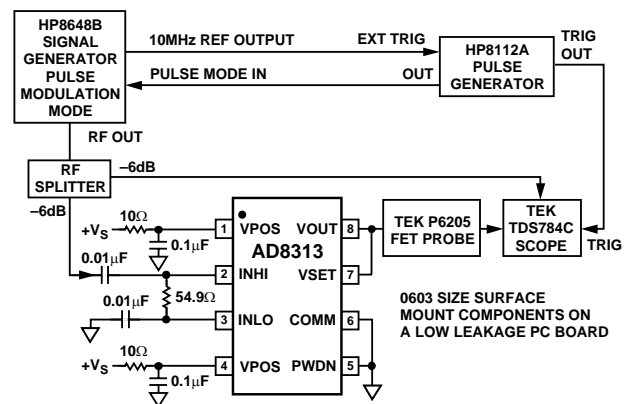 HP8648B
SIGNAL
GENERATOR
PULSE
MODULATION
MODE
10MHz REF OUTPUT
EXT TRIG
PULSE MODE IN
OUT
HP8112A
PULSE
GENERATOR
TRIG
OUT
RF OUT
RF
SPLITTER
–6dB
–6dB
+VS
10Ω
0.1µF
0.01µF
54.9Ω
0.01µF
+VS
10Ω
0.1µF
1
VPOS
2
INHI
3
INLO
4
VPOS
AD8313
VOUT
8
VSET
7
COMM
6
PWDN
5
TEK P6205
FET PROBE
TEK
TDS784C
SCOPE
TRIG
0603 SIZE SURFACE
MOUNT COMPONENTS ON
A LOW LEAKAGE PC BOARD